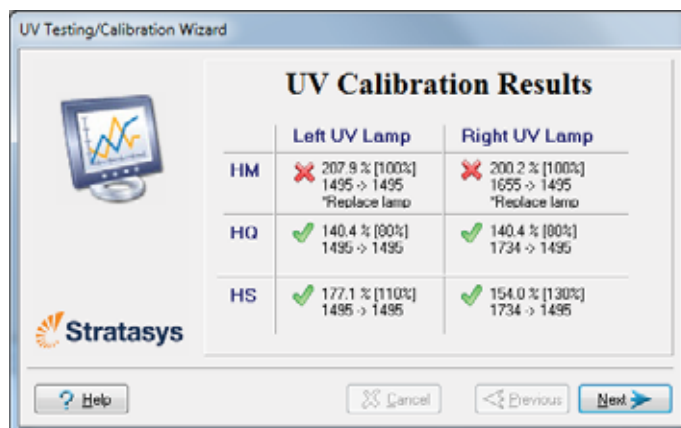 UV Testing/Calibration Wizard
UV Calibration Results
Left UV Lamp Right UV Lamp
HM 207.9 % [100%] 200.2 % [100%]
1495 -> 1495 1655 -> 1495
*Replace lamp *Replace lamp
HQ 140.4 % [80%] 140.4 % [80%]
1495 -> 1495 1734 -> 1495
HS 177.1 % [110%] 154.0 % [130%]
1495 -> 1495 1734 -> 1495
Stratasys
? Help Cancel Previous Next